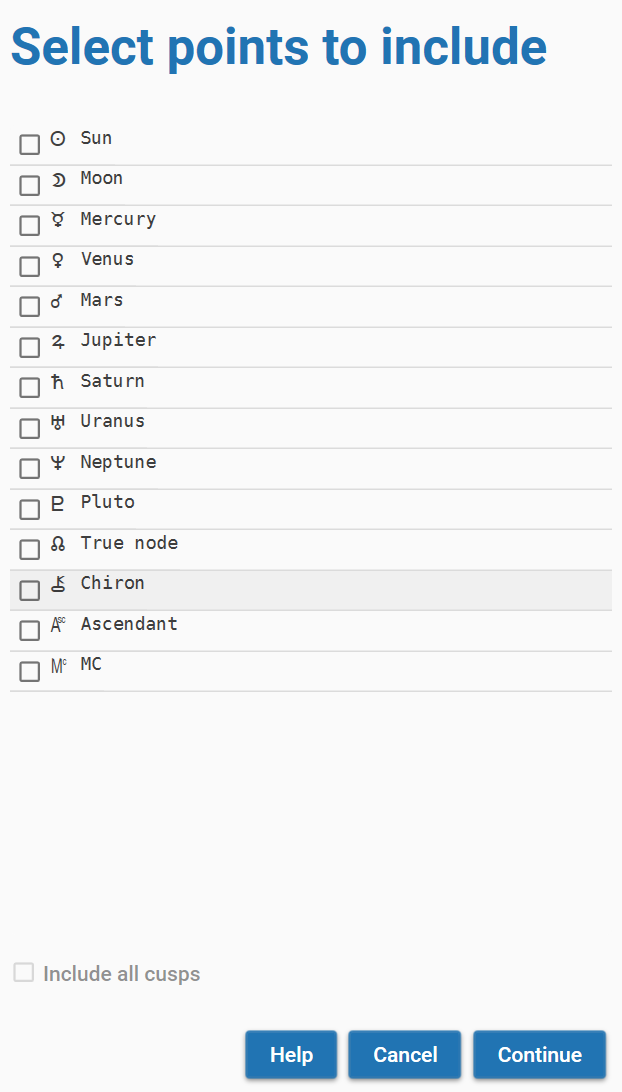 Select points to include
☉ Sun
☽ Moon
☿ Mercury
♀ Venus
♂ Mars
♃ Jupiter
♄ Saturn
♅ Uranus
♆ Neptune
♇ Pluto
☊ True node
⚷ Chiron
Asc Ascendant
Mc MC
Include all cusps
Help Cancel Continue